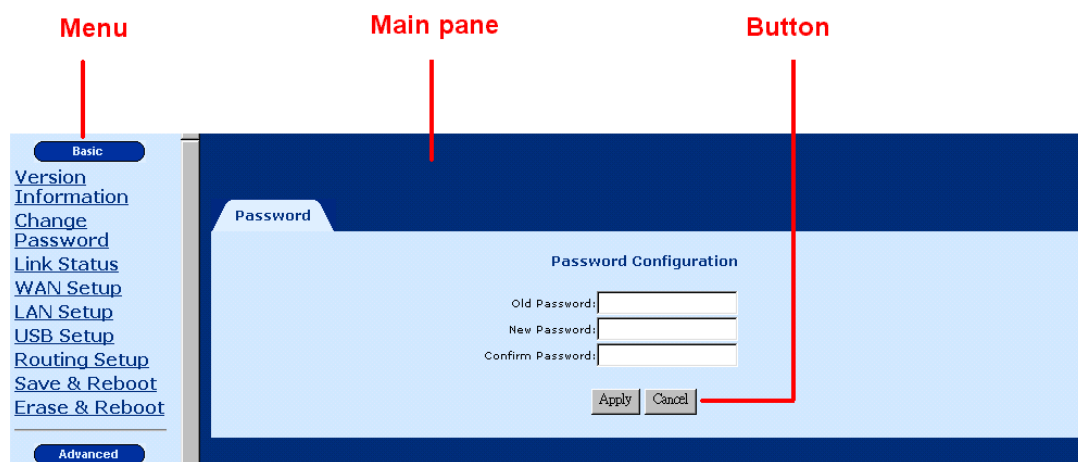 Menu
Main pane
Button
Basic
Version
Information
Change
Password
Link Status
WAN Setup
LAN Setup
USB Setup
Routing Setup
Save & Reboot
Erase & Reboot
Advanced
Password
Password Configuration
Old Password:
New Password:
Confirm Password:
Apply
Cancel